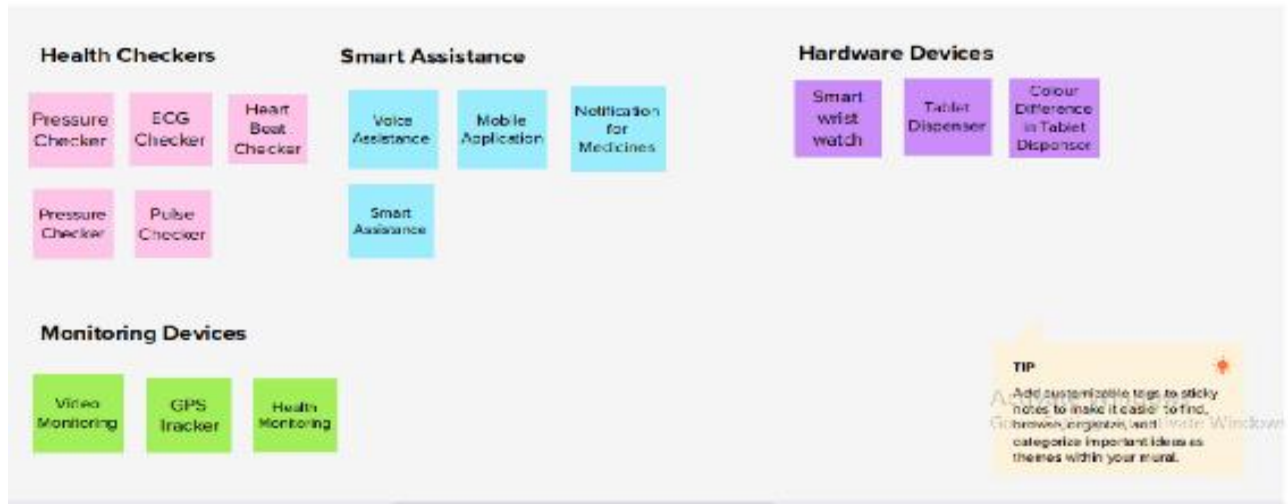 Health Checkers
Smart Assistance
Hardware Devices
Pressure
Checker
ECG
Checker
Heart
Beat
Checker
Voice
Assistance
Mobile
Application
Notification
for
Medicines
Smart
wrist
watch
Tablet
Dispenser
Colour
Difference
in Tablet
Dispenser
Pressure
Checker
Pulse
Checker
Smart
Assistance
Monitoring Devices
Video
Monitoring
GPS
Tracker
Health
Monitoring
TIP
Add customizable tags to sticky
notes to make it easier to find,
browse, organize, and
categorize important ideas as
themes within your mural.
Windows